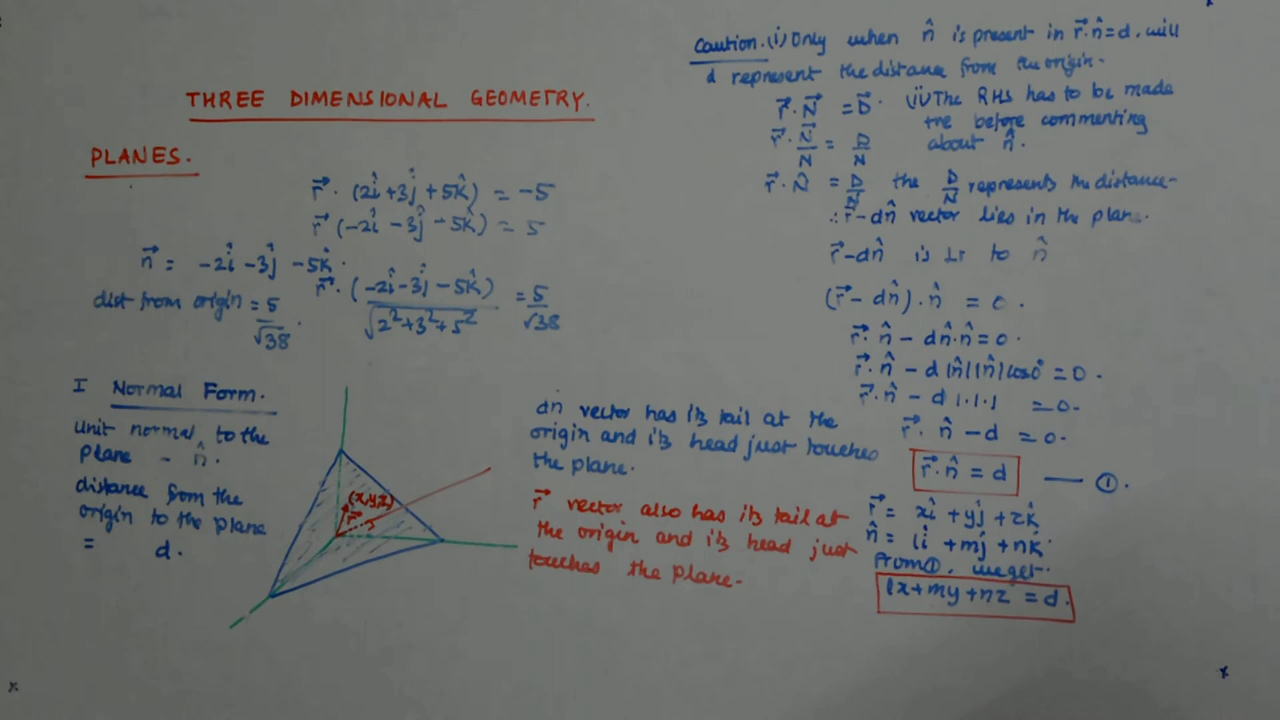 THREE DIMENSIONAL GEOMETRY.
PLANES.
r⃗. (2î + 3ĵ + 5k̂) = -5
r⃗ (-2î - 3ĵ - 5k̂) = 5
n⃗ = -2î - 3ĵ - 5k̂.
r⃗. (-2î - 3ĵ - 5k̂) / √2²+3²+5² = 5/√38
dist from origin = 5/√38.
I Normal Form.
Unit normal to the
plane - n̂.
distance from the
origin to the plane
= d.
(x,y,z)
r⃗
dn vector has its tail at the
origin and its head just touches
the plane.
r⃗ vector also has its tail at
the origin and its head just
touches the plane.
Caution. (i) Only when n̂ is present in r⃗.n̂ = d, will
d represent the distance from the origin.
r⃗.N⃗ = D. (ii) The RHS has to be made
+ve before commenting
about n̂.
r⃗.N⃗/N = D/N
r⃗.N̂ = D/N the D/N represents the distance-
∴ r⃗-dn̂ vector lies in the plane.
r⃗-dn̂ is ⊥r to n̂
(r⃗ - dn̂).n̂ = 0.
r⃗.n̂ - dn̂.n̂ = 0.
r⃗.n̂ - d |n̂||n̂| cos0° = 0.
r⃗.n̂ - d 1.1.1 = 0.
r⃗. n̂ - d = 0.
r⃗.n̂ = d — ①.
r⃗ = xî + yĵ + zk̂
n̂ = lî + mĵ + nk̂.
From ①, we get.
lx+my+nz = d.